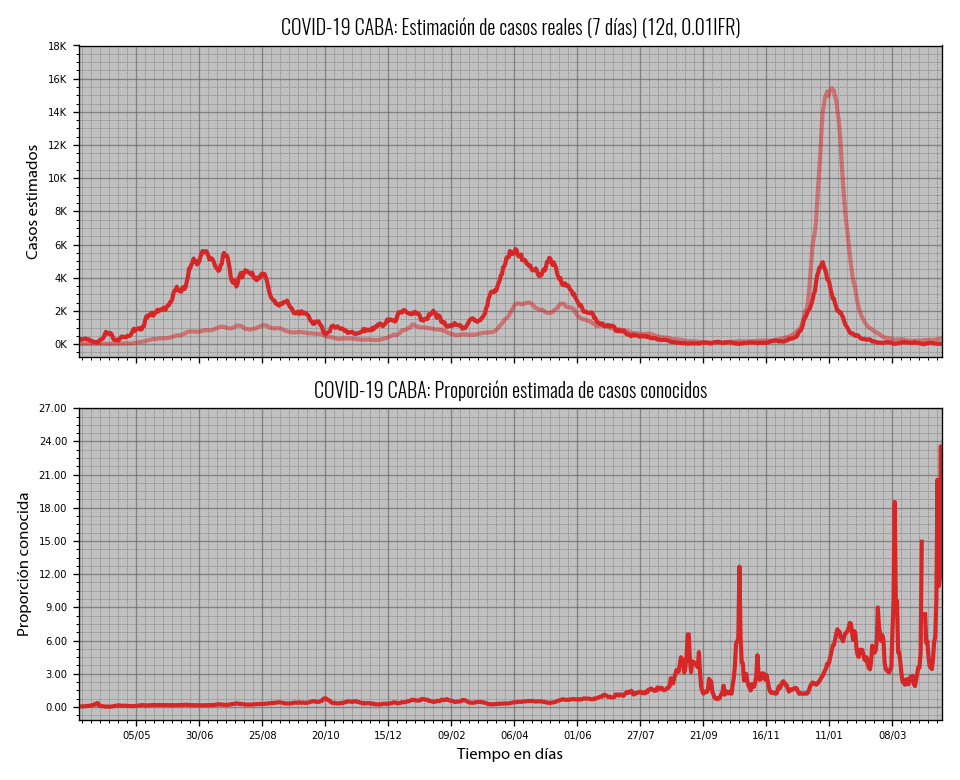 COVID-19 CABA: Estimación de casos reales (7 días) (12d, 0.01IFR)
18K
16K
14K
12K
10K
8K
6K
4K
2K
0K
Casos estimados
COVID-19 CABA: Proporción estimada de casos conocidos
27.00
24.00
21.00
18.00
15.00
12.00
9.00
6.00
3.00
0.00
Proporción conocida
05/05 30/06 25/08 20/10 15/12 09/02 06/04 01/06 27/07 21/09 16/11 11/01 08/03
Tiempo en días